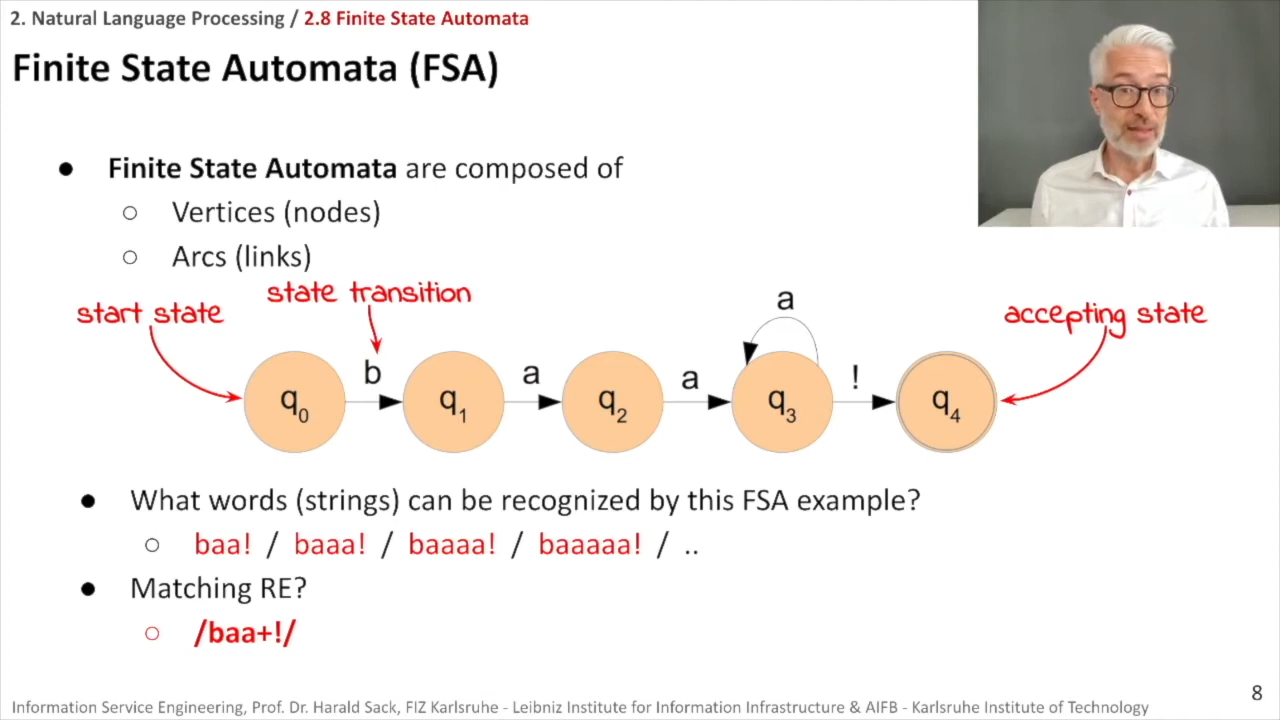 2. Natural Language Processing / 2.8 Finite State Automata
Finite State Automata (FSA)
● Finite State Automata are composed of
○ Vertices (nodes)
○ Arcs (links)
start state
state transition
accepting state
a
b a a !
q0 q1 q2 q3 q4
● What words (strings) can be recognized by this FSA example?
○ baa! / baaa! / baaaa! / baaaaa! / ..
● Matching RE?
○ /baa+!/
8
Information Service Engineering, Prof. Dr. Harald Sack, FIZ Karlsruhe - Leibniz Institute for Information Infrastructure & AIFB - Karlsruhe Institute of Technology